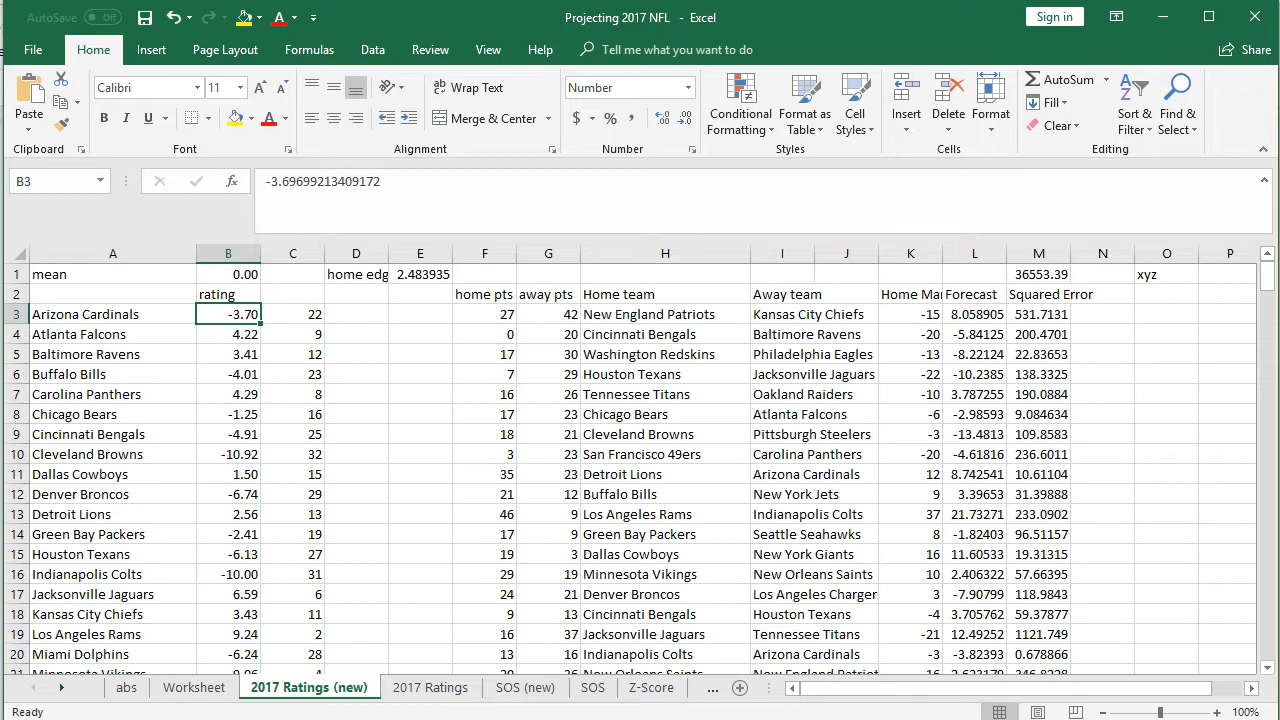 AutoSave Off Projecting 2017 NFL - Excel Sign in
File Home Insert Page Layout Formulas Data Review View Help Tell me what you want to do Share
Calibri 11 Wrap Text Number AutoSum
Paste B I U Merge & Center $ % , Conditional Formatting Format as Table Cell Styles Insert Delete Format Fill Clear Sort & Filter Find & Select
Clipboard Font Alignment Number Styles Cells Editing
B3 fx -3.69699213409172
A B C D E F G H I J K L M N O P
1 mean 0.00 home edg 2.483935 36553.39 xyz
2 rating home pts away pts Home team Away team Home Mar Forecast Squared Error
3 Arizona Cardinals -3.70 22 27 42 New England Patriots Kansas City Chiefs -15 8.058905 531.7131
4 Atlanta Falcons 4.22 9 0 20 Cincinnati Bengals Baltimore Ravens -20 -5.84125 200.4701
5 Baltimore Ravens 3.41 12 17 30 Washington Redskins Philadelphia Eagles -13 -8.22124 22.83653
6 Buffalo Bills -4.01 23 7 29 Houston Texans Jacksonville Jaguars -22 -10.2385 138.3325
7 Carolina Panthers 4.29 8 16 26 Tennessee Titans Oakland Raiders -10 3.787255 190.0884
8 Chicago Bears -1.25 16 17 23 Chicago Bears Atlanta Falcons -6 -2.98593 9.084634
9 Cincinnati Bengals -4.91 25 18 21 Cleveland Browns Pittsburgh Steelers -3 -13.4813 109.8583
10 Cleveland Browns -10.92 32 3 23 San Francisco 49ers Carolina Panthers -20 -4.61816 236.6011
11 Dallas Cowboys 1.50 15 35 23 Detroit Lions Arizona Cardinals 12 8.742541 10.61104
12 Denver Broncos -6.74 29 21 12 Buffalo Bills New York Jets 9 3.39653 31.39888
13 Detroit Lions 2.56 13 46 9 Los Angeles Rams Indianapolis Colts 37 21.73271 233.0902
14 Green Bay Packers -2.41 19 17 9 Green Bay Packers Seattle Seahawks 8 -1.82403 96.51157
15 Houston Texans -6.13 27 19 3 Dallas Cowboys New York Giants 16 11.60533 19.31315
16 Indianapolis Colts -10.00 31 29 19 Minnesota Vikings New Orleans Saints 10 2.406322 57.66395
17 Jacksonville Jaguars 6.59 6 24 21 Denver Broncos Los Angeles Charger 3 -7.90799 118.9843
18 Kansas City Chiefs 3.43 11 9 13 Cincinnati Bengals Houston Texans -4 3.705762 59.37877
19 Los Angeles Rams 9.24 2 16 37 Jacksonville Jaguars Tennessee Titans -21 12.49252 1121.749
20 Miami Dolphins -6.24 28 13 16 Indianapolis Colts Arizona Cardinals -3 -3.82393 0.678866
abs Worksheet 2017 Ratings (new) 2017 Ratings SOS (new) SOS Z-Score ...
Ready 100%